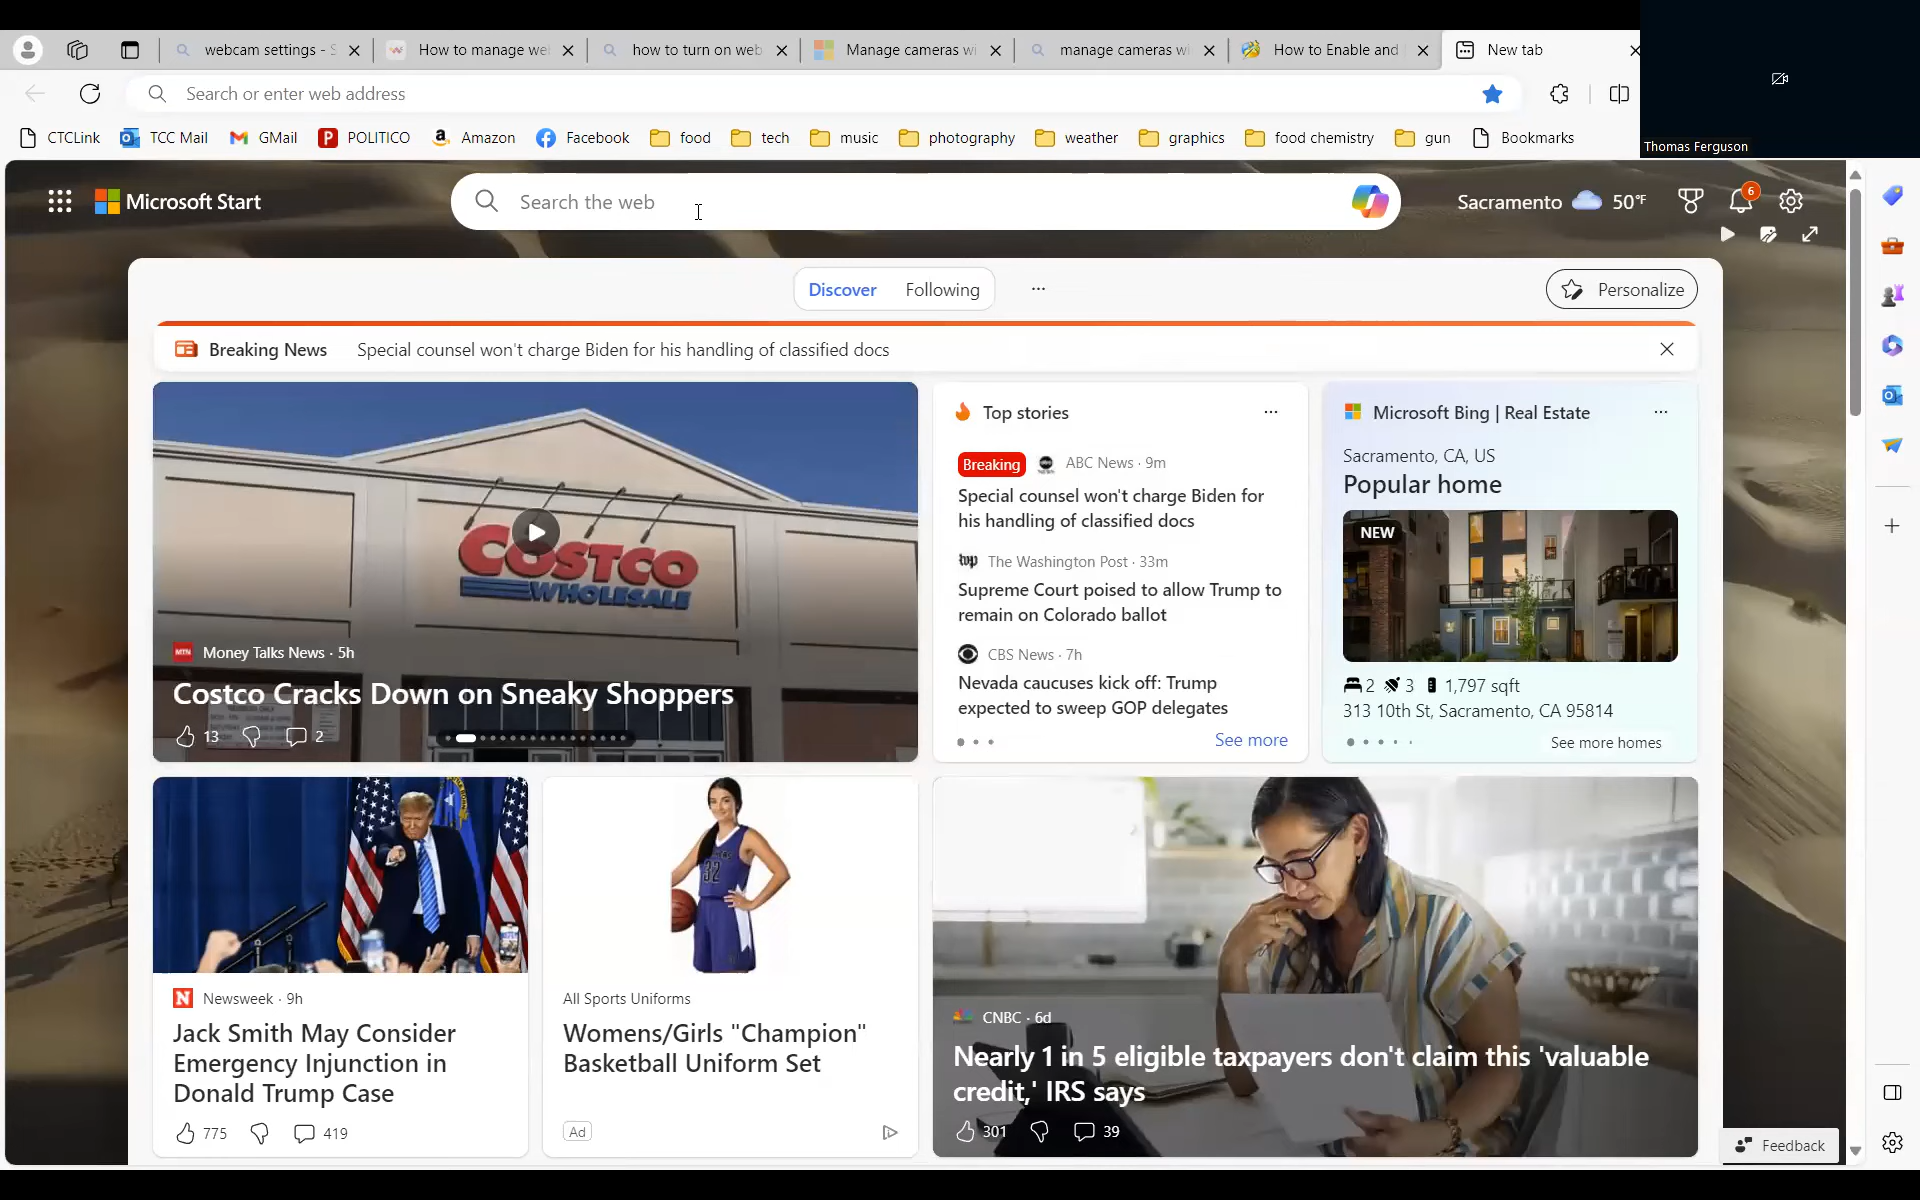 webcam settings - S
How to manage we
how to turn on web
Manage cameras wi
manage cameras wi
How to Enable and
New tab
Search or enter web address
CTCLink
TCC Mail
GMail
POLITICO
Amazon
Facebook
food
tech
music
photography
weather
graphics
food chemistry
gun
Bookmarks
Thomas Ferguson
Microsoft Start
Search the web
Sacramento 50°F
6
Discover
Following
Personalize
Breaking News
Special counsel won't charge Biden for his handling of classified docs
COSTCO
WHOLESALE
MTN Money Talks News · 5h
Costco Cracks Down on Sneaky Shoppers
13
2
Top stories
Breaking ABC News · 9m
Special counsel won't charge Biden for
his handling of classified docs
wp The Washington Post · 33m
Supreme Court poised to allow Trump to
remain on Colorado ballot
CBS News · 7h
Nevada caucuses kick off: Trump
expected to sweep GOP delegates
See more
Microsoft Bing | Real Estate
Sacramento, CA, US
Popular home
NEW
2 3 1,797 sqft
313 10th St, Sacramento, CA 95814
See more homes
N Newsweek · 9h
Jack Smith May Consider
Emergency Injunction in
Donald Trump Case
775
419
32
All Sports Uniforms
Womens/Girls "Champion"
Basketball Uniform Set
Ad
CNBC · 6d
Nearly 1 in 5 eligible taxpayers don't claim this 'valuable
credit,' IRS says
301
39
Feedback